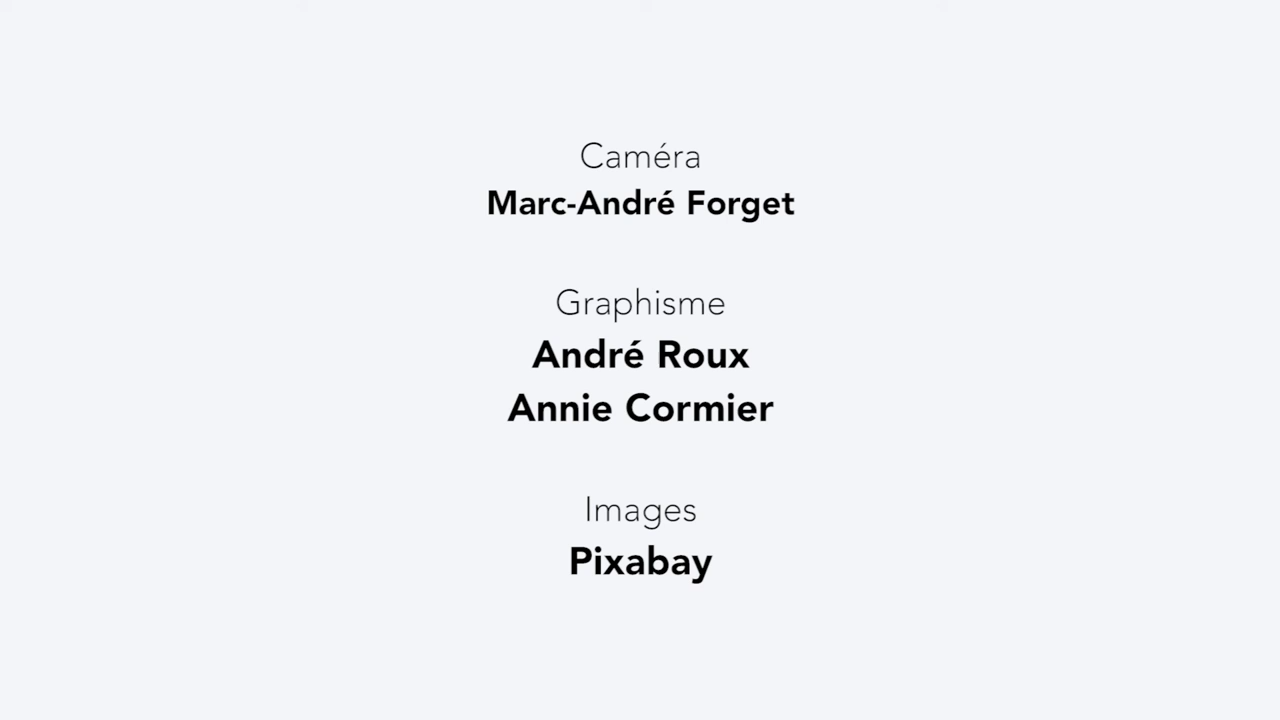 Caméra
Marc-André Forget
Graphisme
André Roux
Annie Cormier
Images
Pixabay